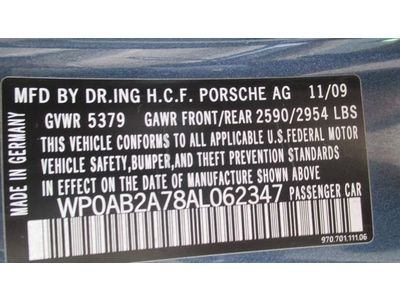 MFD BY DR.ING H.C.F. PORSCHE AG 11/09
GVWR 5379 GAWR FRONT/REAR 2590/2954 LBS
THIS VEHICLE CONFORMS TO ALL APPLICABLE U.S.FEDERAL MOTOR
VEHICLE SAFETY,BUMPER,AND THEFT PREVENTION STANDARDS IN
EFFECT ON THE DATE OF MANUFACTURE SHOWN ABOVE.
WP0AB2A78AL062347 PASSENGER CAR
MADE IN GERMANY
970.701.111.06